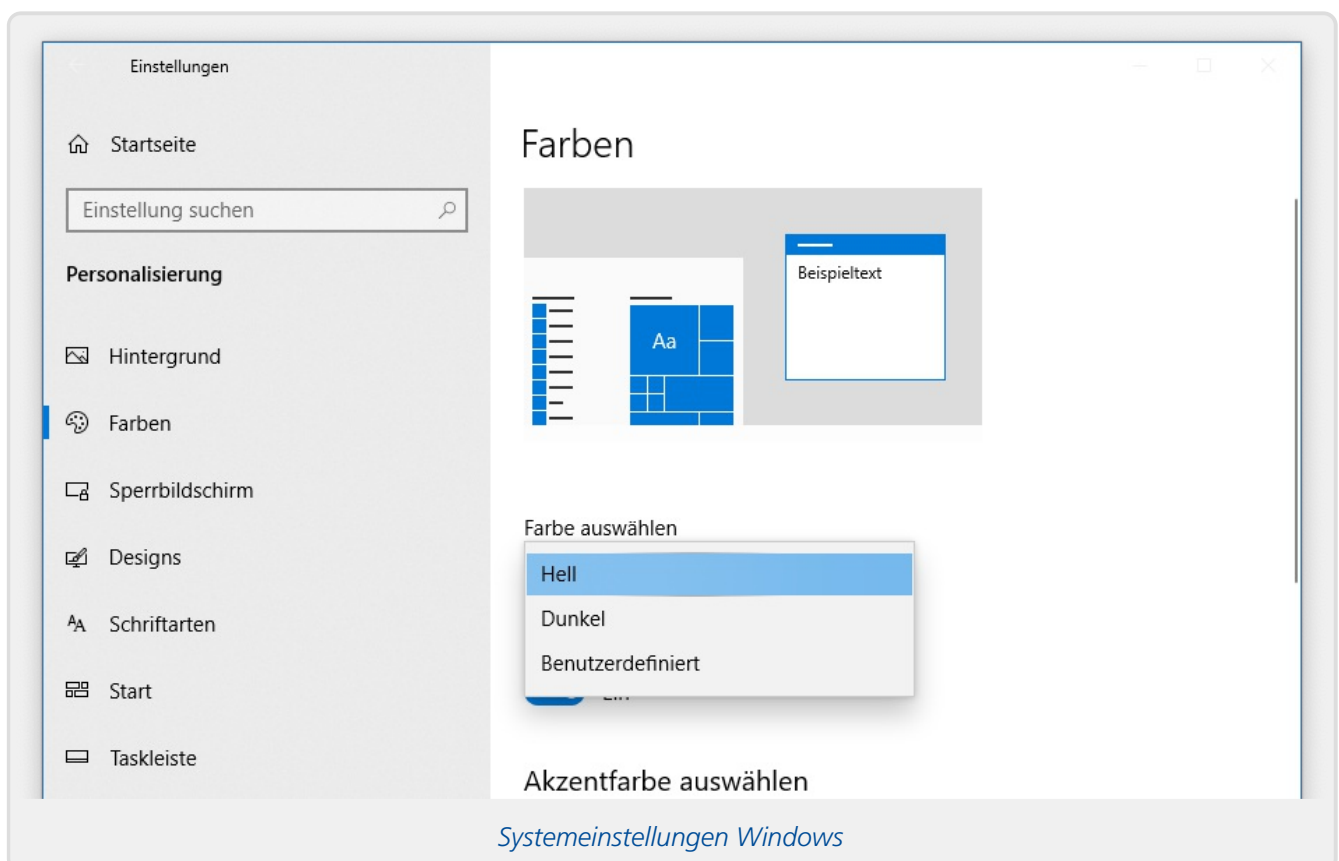 Einstellungen
Startseite
Einstellung suchen
Personalisierung
Hintergrund
Farben
Sperrbildschirm
Designs
Schriftarten
Start
Taskleiste
Farben
Beispieltext
Aa
Farbe auswählen
Hell
Dunkel
Benutzerdefiniert
Akzentfarbe auswählen
Systemeinstellungen Windows